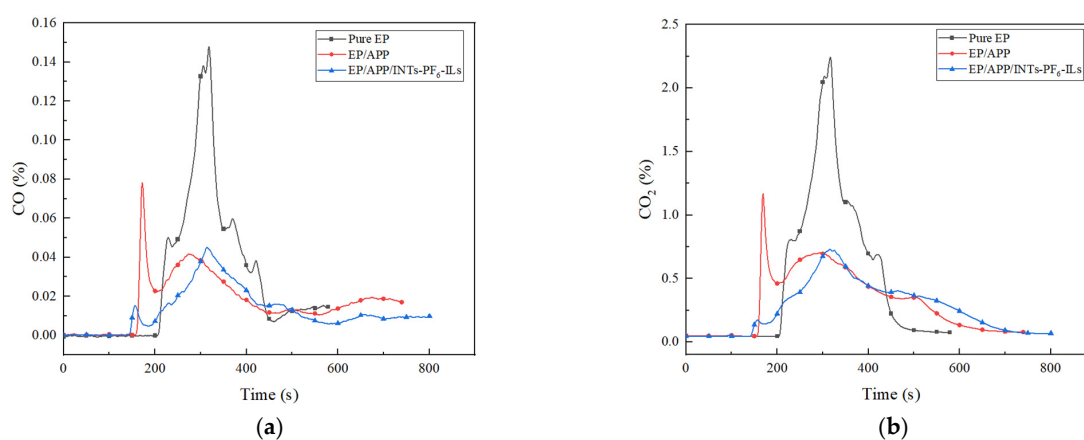 0.16
0.14
0.12
0.10
0.08
0.06
0.04
0.02
0.00
CO (%)
Pure EP
EP/APP
EP/APP/INTs-PF₆-ILs
0 200 400 600 800
Time (s)
(a)
2.5
2.0
1.5
1.0
0.5
0.0
CO₂ (%)
Pure EP
EP/APP
EP/APP/INTs-PF₆-ILs
0 200 400 600 800
Time (s)
(b)